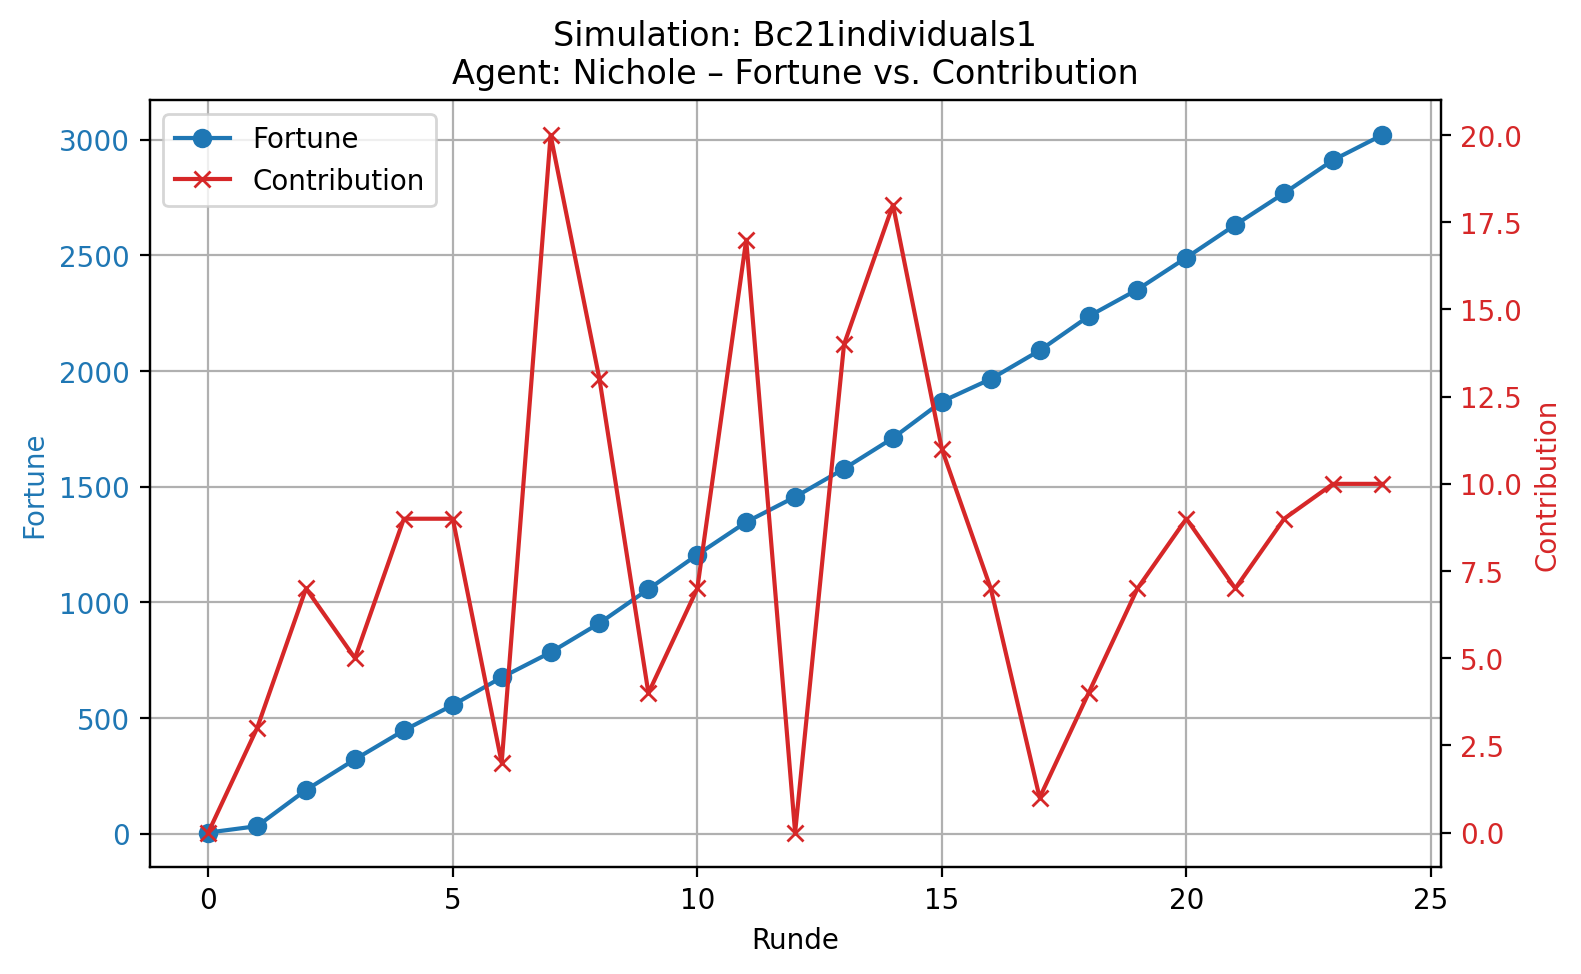 Simulation: Bc21individuals1
Agent: Nichole – Fortune vs. Contribution
Fortune
Contribution
3000
2500
2000
1500
1000
500
0
Fortune
20.0
17.5
15.0
12.5
10.0
7.5
5.0
2.5
0.0
Contribution
0 5 10 15 20 25
Runde